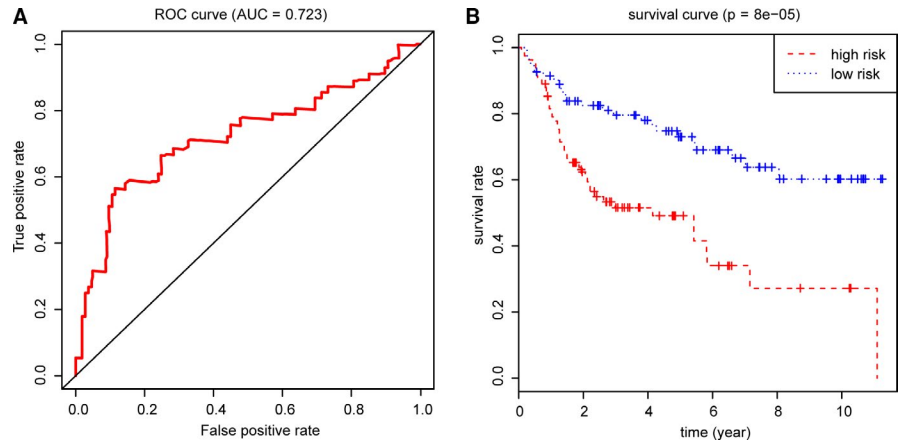 A
ROC curve (AUC = 0.723)
True positive rate
1.0
0.8
0.6
0.4
0.2
0.0
0.0 0.2 0.4 0.6 0.8 1.0
False positive rate
B
survival curve (p = 8e−05)
high risk
low risk
survival rate
1.0
0.8
0.6
0.4
0.2
0.0
0 2 4 6 8 10
time (year)